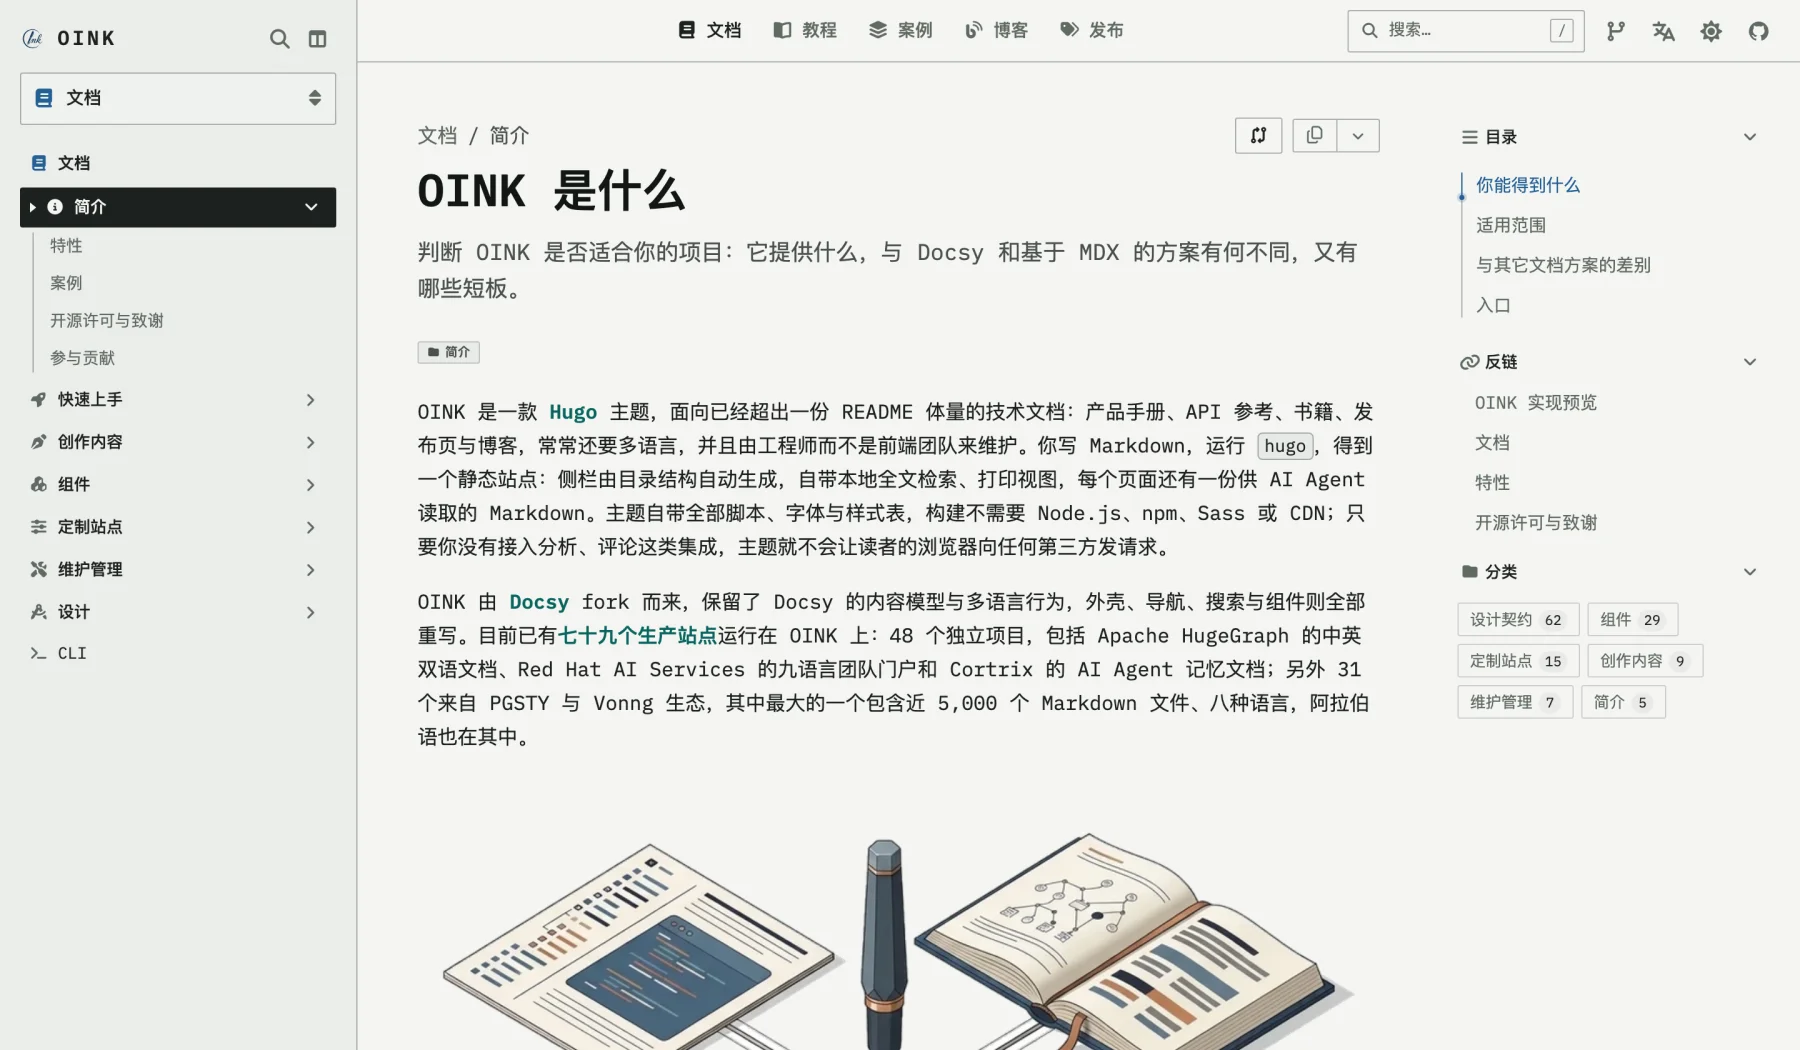 OINK
文档
文档
简介
特性
案例
开源许可与致谢
参与贡献
快速上手
创作内容
组件
定制站点
维护管理
设计
CLI
文档 教程 案例 博客 发布
搜索… /
文档 / 简介
OINK 是什么
判断 OINK 是否适合你的项目：它提供什么，与 Docsy 和基于 MDX 的方案有何不同，又有
哪些短板。
简介
OINK 是一款 Hugo 主题，面向已经超出一份 README 体量的技术文档：产品手册、API 参考、书籍、发
布页与博客，常常还要多语言，并且由工程师而不是前端团队来维护。你写 Markdown，运行 hugo，得到
一个静态站点：侧栏由目录结构自动生成，自带本地全文检索、打印视图，每个页面还有一份供 AI Agent
读取的 Markdown。主题自带全部脚本、字体与样式表，构建不需要 Node.js、npm、Sass 或 CDN；只
要你没有接入分析、评论这类集成，主题就不会让读者的浏览器向任何第三方发请求。
OINK 由 Docsy fork 而来，保留了 Docsy 的内容模型与多语言行为，外壳、导航、搜索与组件则全部
重写。目前已有七十九个生产站点运行在 OINK 上：48 个独立项目，包括 Apache HugeGraph 的中英
双语文档、Red Hat AI Services 的九语言团队门户和 Cortrix 的 AI Agent 记忆文档；另外 31
个来自 PGSTY 与 Vonng 生态，其中最大的一个包含近 5,000 个 Markdown 文件、八种语言，阿拉伯
语也在其中。
目录
你能得到什么
适用范围
与其它文档方案的差别
入口
反链
OINK 实现预览
文档
特性
开源许可与致谢
分类
设计契约 62 组件 29
定制站点 15 创作内容 9
维护管理 7 简介 5